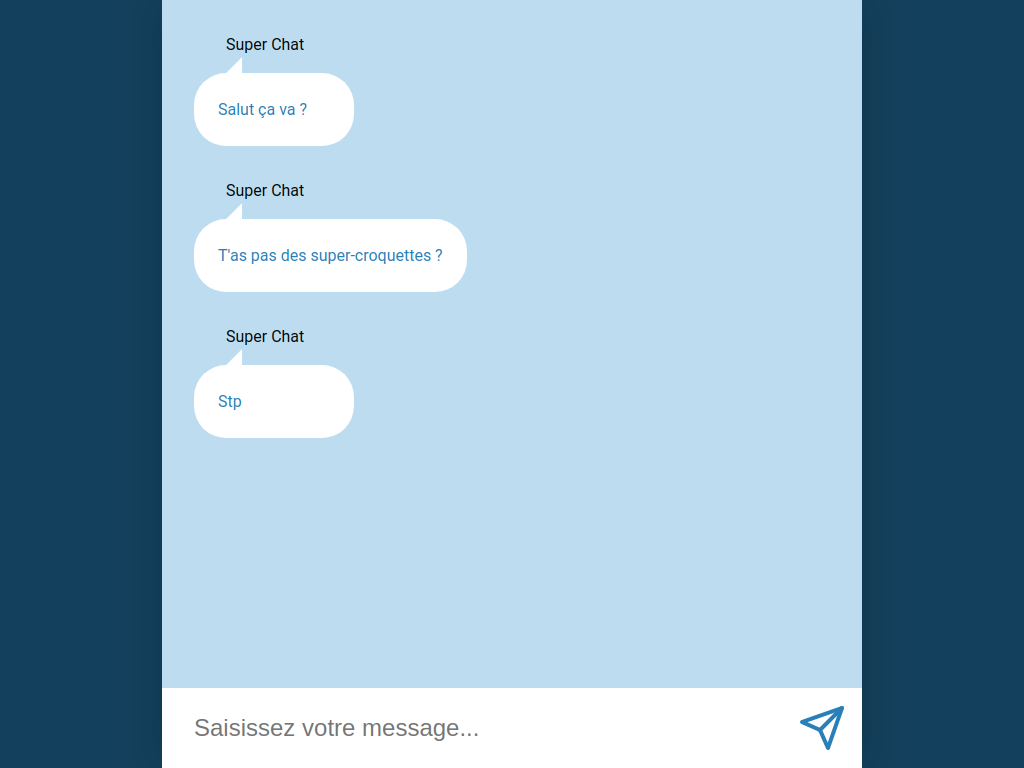 Super Chat
Salut ça va ?
Super Chat
T'as pas des super-croquettes ?
Super Chat
Stp
Saisissez votre message...